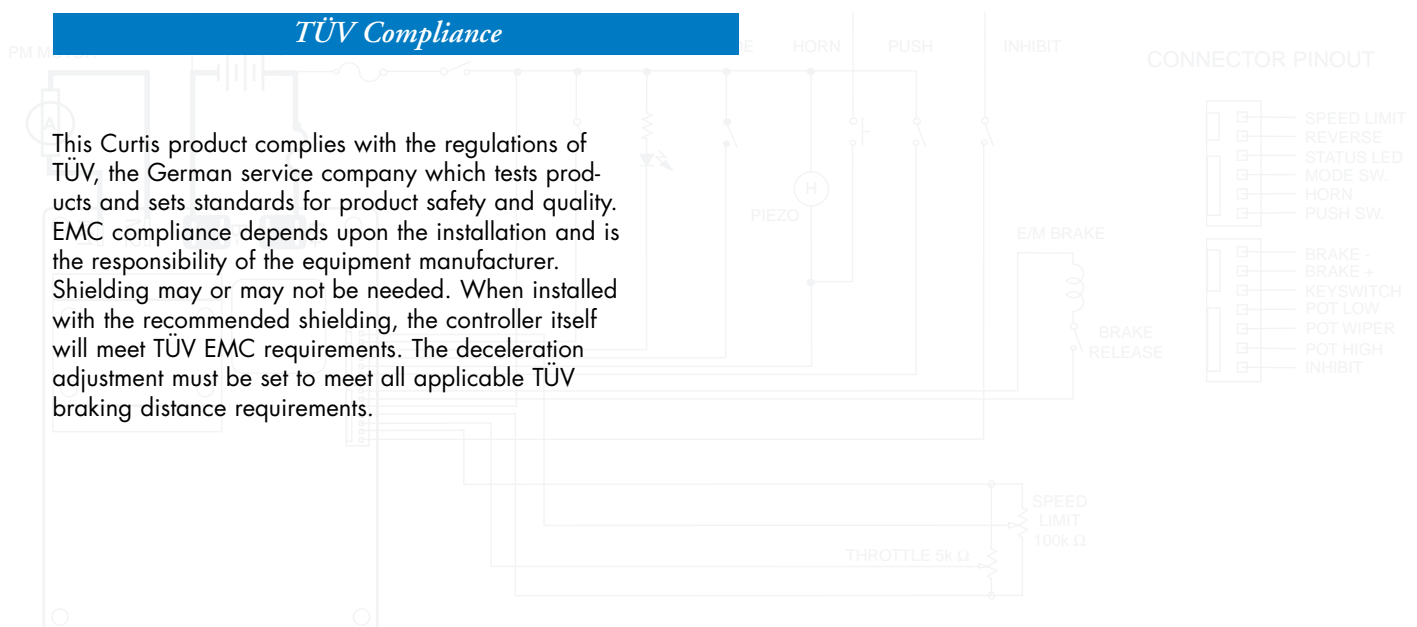 TÜV Compliance
This Curtis product complies with the regulations of
TÜV, the German service company which tests prod-
ucts and sets standards for product safety and quality.
EMC compliance depends upon the installation and is
the responsibility of the equipment manufacturer.
Shielding may or may not be needed. When installed
with the recommended shielding, the controller itself
will meet TÜV EMC requirements. The deceleration
adjustment must be set to meet all applicable TÜV
braking distance requirements.
HORN
PUSH
INHIBIT
A
H
PIEZO
E/M BRAKE
BRAKE
RELEASE
SPEED
LIMIT
100k Ω
THROTTLE 5k Ω
CONNECTOR PINOUT
SPEED LIMIT
REVERSE
STATUS LED
MODE SW.
HORN
PUSH SW.
BRAKE -
BRAKE +
KEYSWITCH
POT LOW
POT WIPER
POT HIGH
INHIBIT